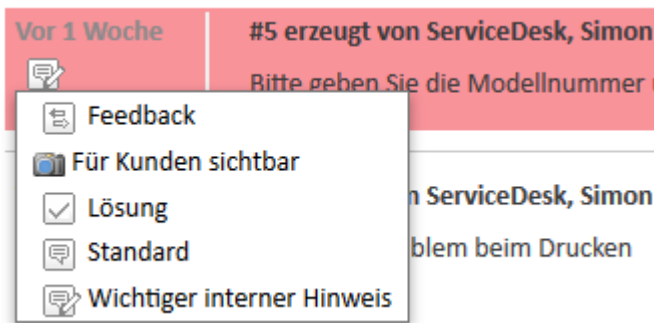 Vor 1 Woche
#5 erzeugt von ServiceDesk, Simon
Bitte geben Sie die Modellnummer
Feedback
Für Kunden sichtbar
Lösung
ServiceDesk, Simon
Standard
blem beim Drucken
Wichtiger interner Hinweis